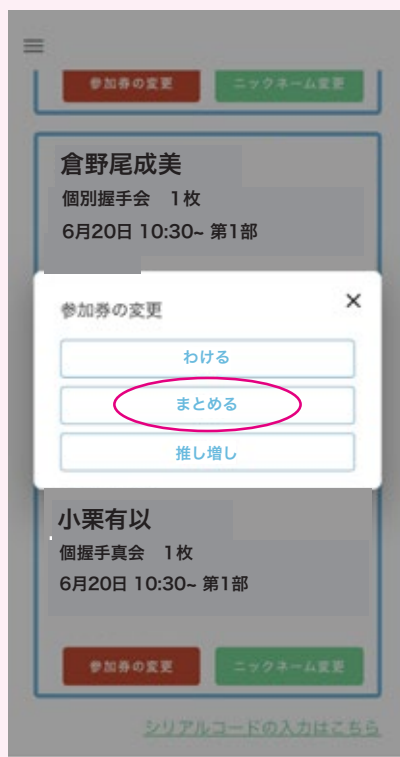 参加券の変更 ニックネーム変更
倉野尾成美
個別握手会 1枚
6月20日 10:30~ 第1部
参加券の変更 ×
わける
まとめる
推し増し
小栗有以
個握手真会 1枚
6月20日 10:30~ 第1部
参加券の変更 ニックネーム変更
シリアルコードの入力はこちら